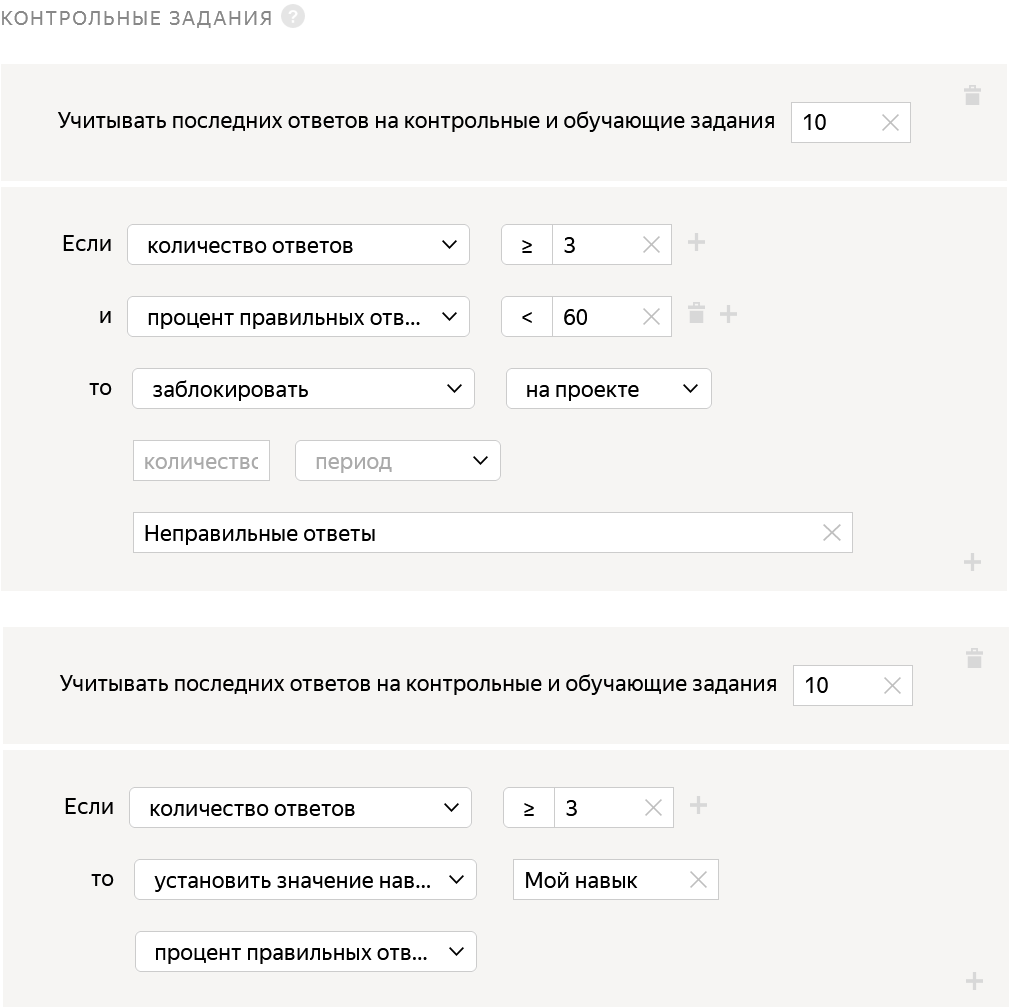 КОНТРОЛЬНЫЕ ЗАДАНИЯ ?
Учитывать последних ответов на контрольные и обучающие задания 10
Если количество ответов ≥ 3
и процент правильных отв... < 60
то заблокировать на проекте
количество период
Неправильные ответы
Учитывать последних ответов на контрольные и обучающие задания 10
Если количество ответов ≥ 3
то установить значение нав... Мой навык
процент правильных отв...